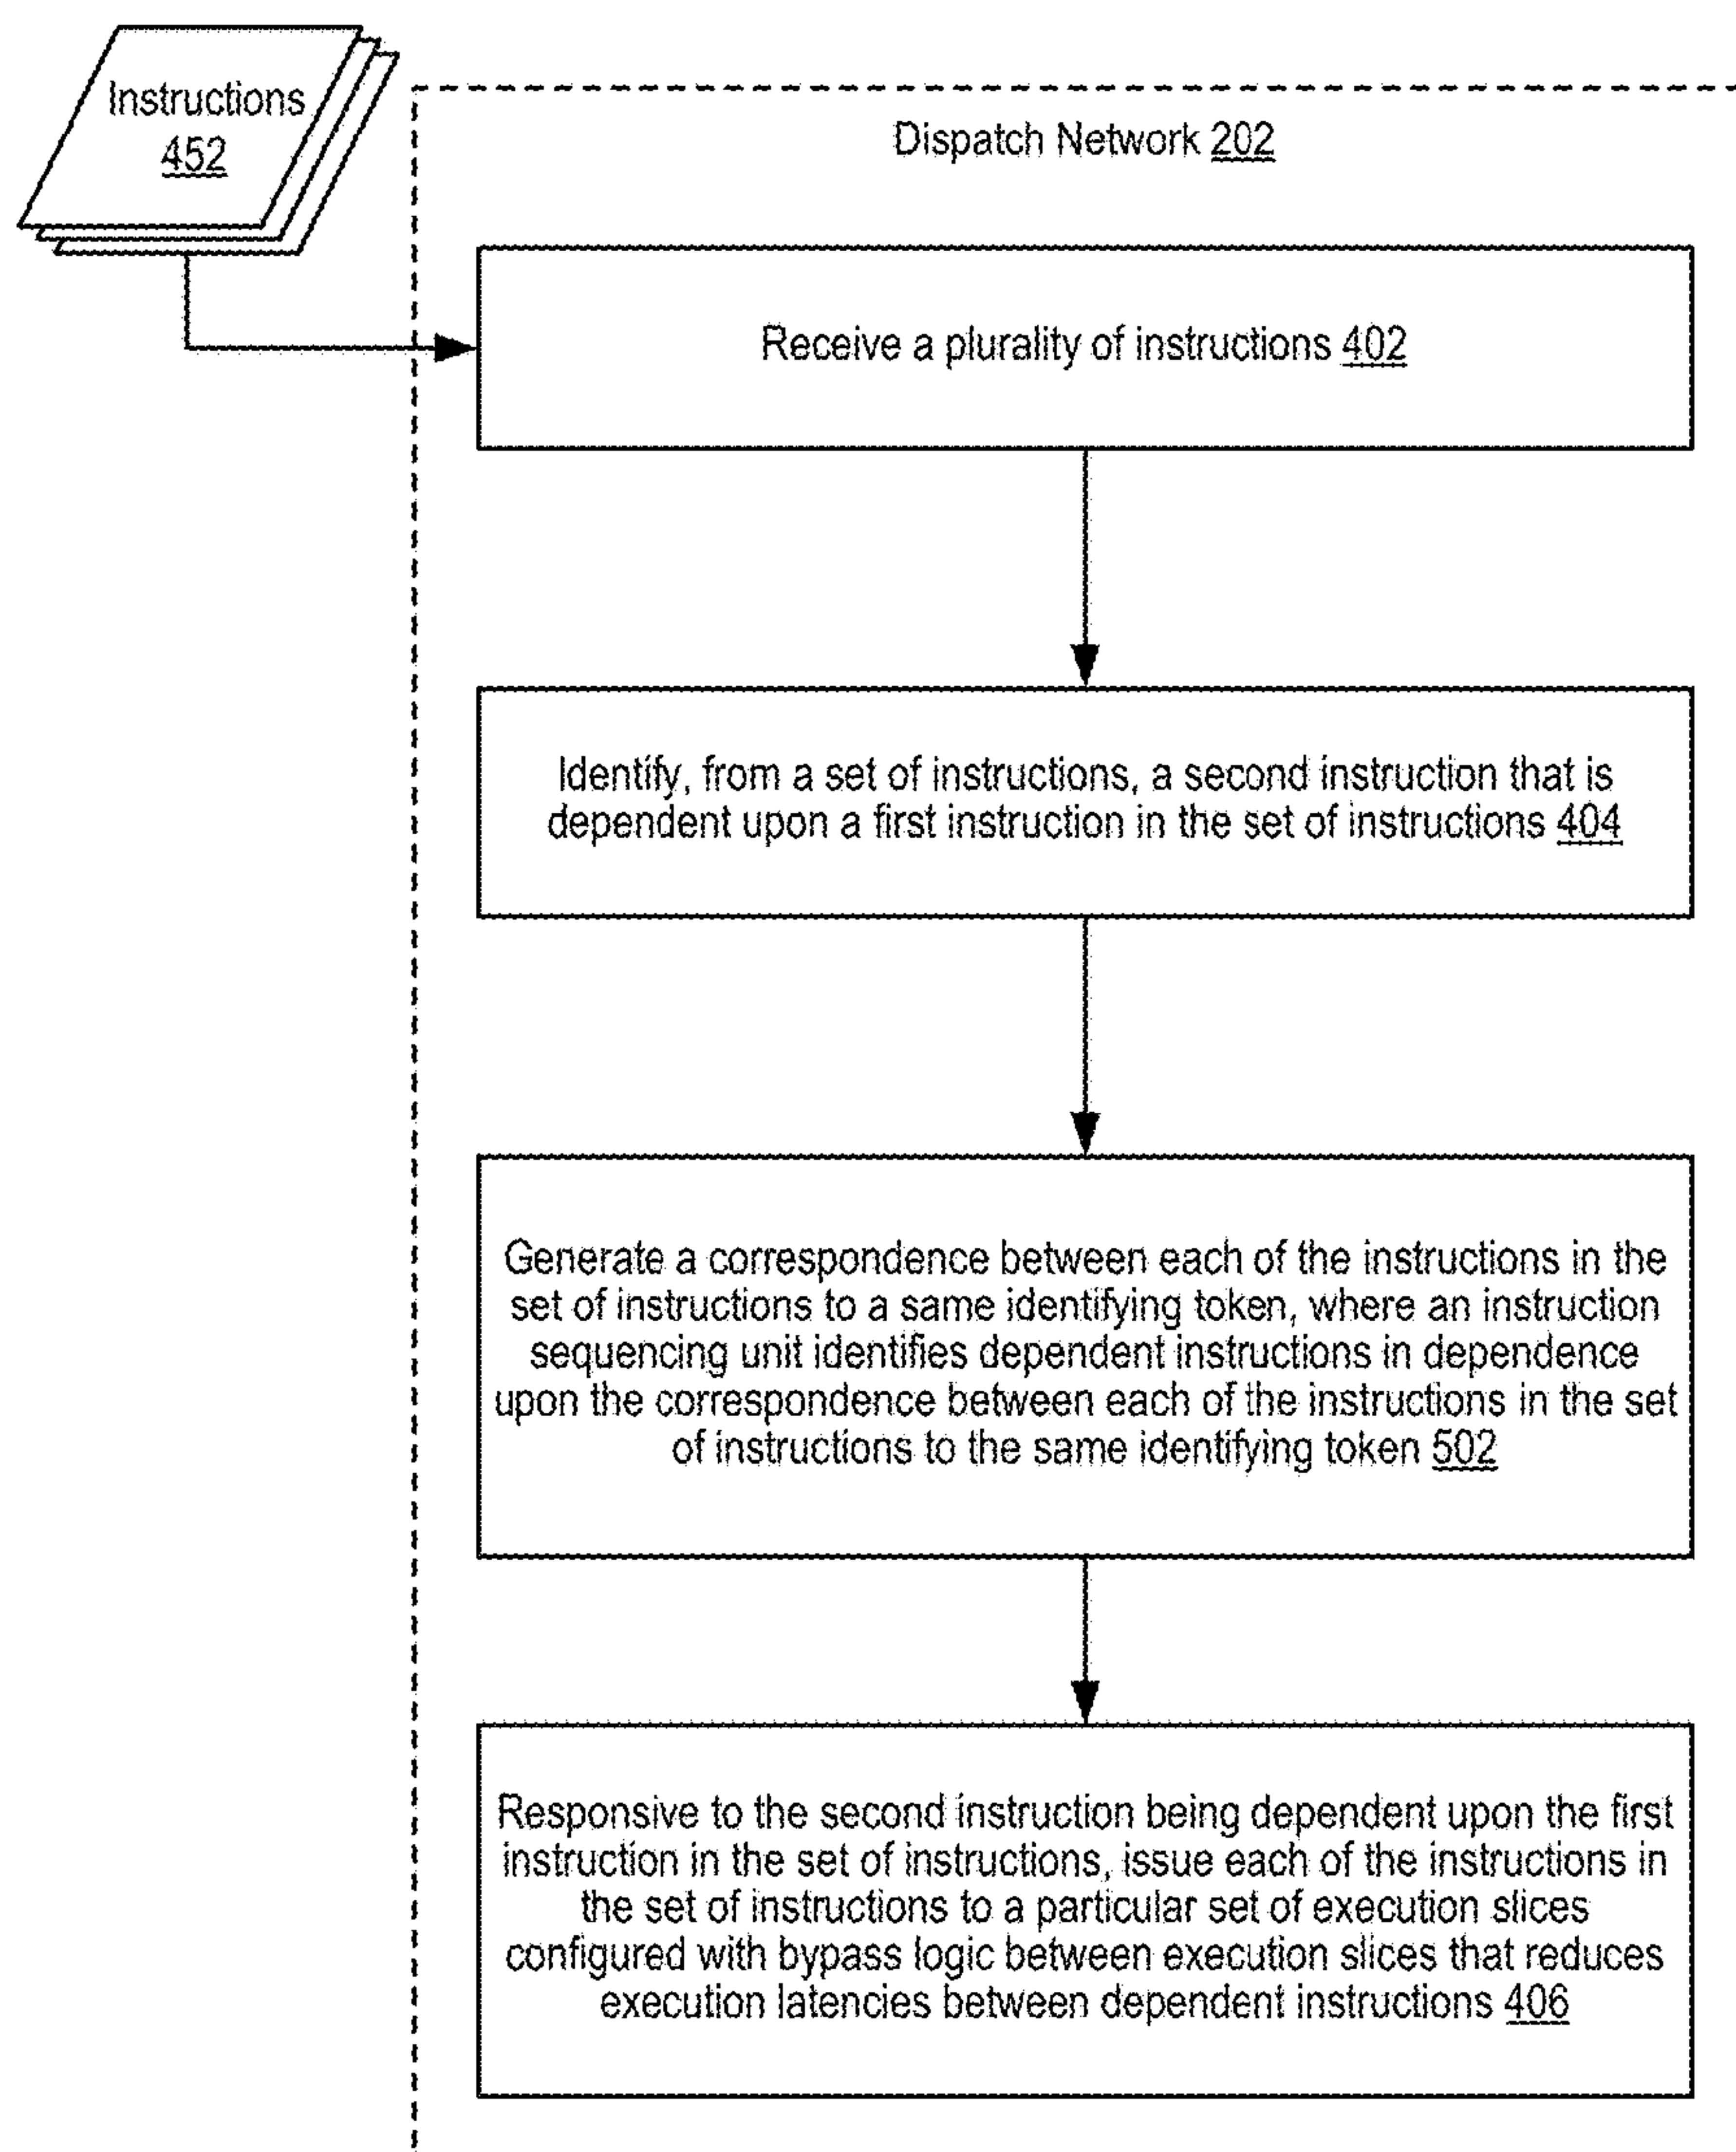 Instructions
452
Dispatch Network 202
Receive a plurality of instructions 402
Identify, from a set of instructions, a second instruction that is
dependent upon a first instruction in the set of instructions 404
Generate a correspondence between each of the instructions in the
set of instructions to a same identifying token, where an instruction
sequencing unit identifies dependent instructions in dependence
upon the correspondence between each of the instructions in the set
of instructions to the same identifying token 502
Responsive to the second instruction being dependent upon the first
instruction in the set of instructions, issue each of the instructions in
the set of instructions to a particular set of execution slices
configured with bypass logic between execution slices that reduces
execution latencies between dependent instructions 406